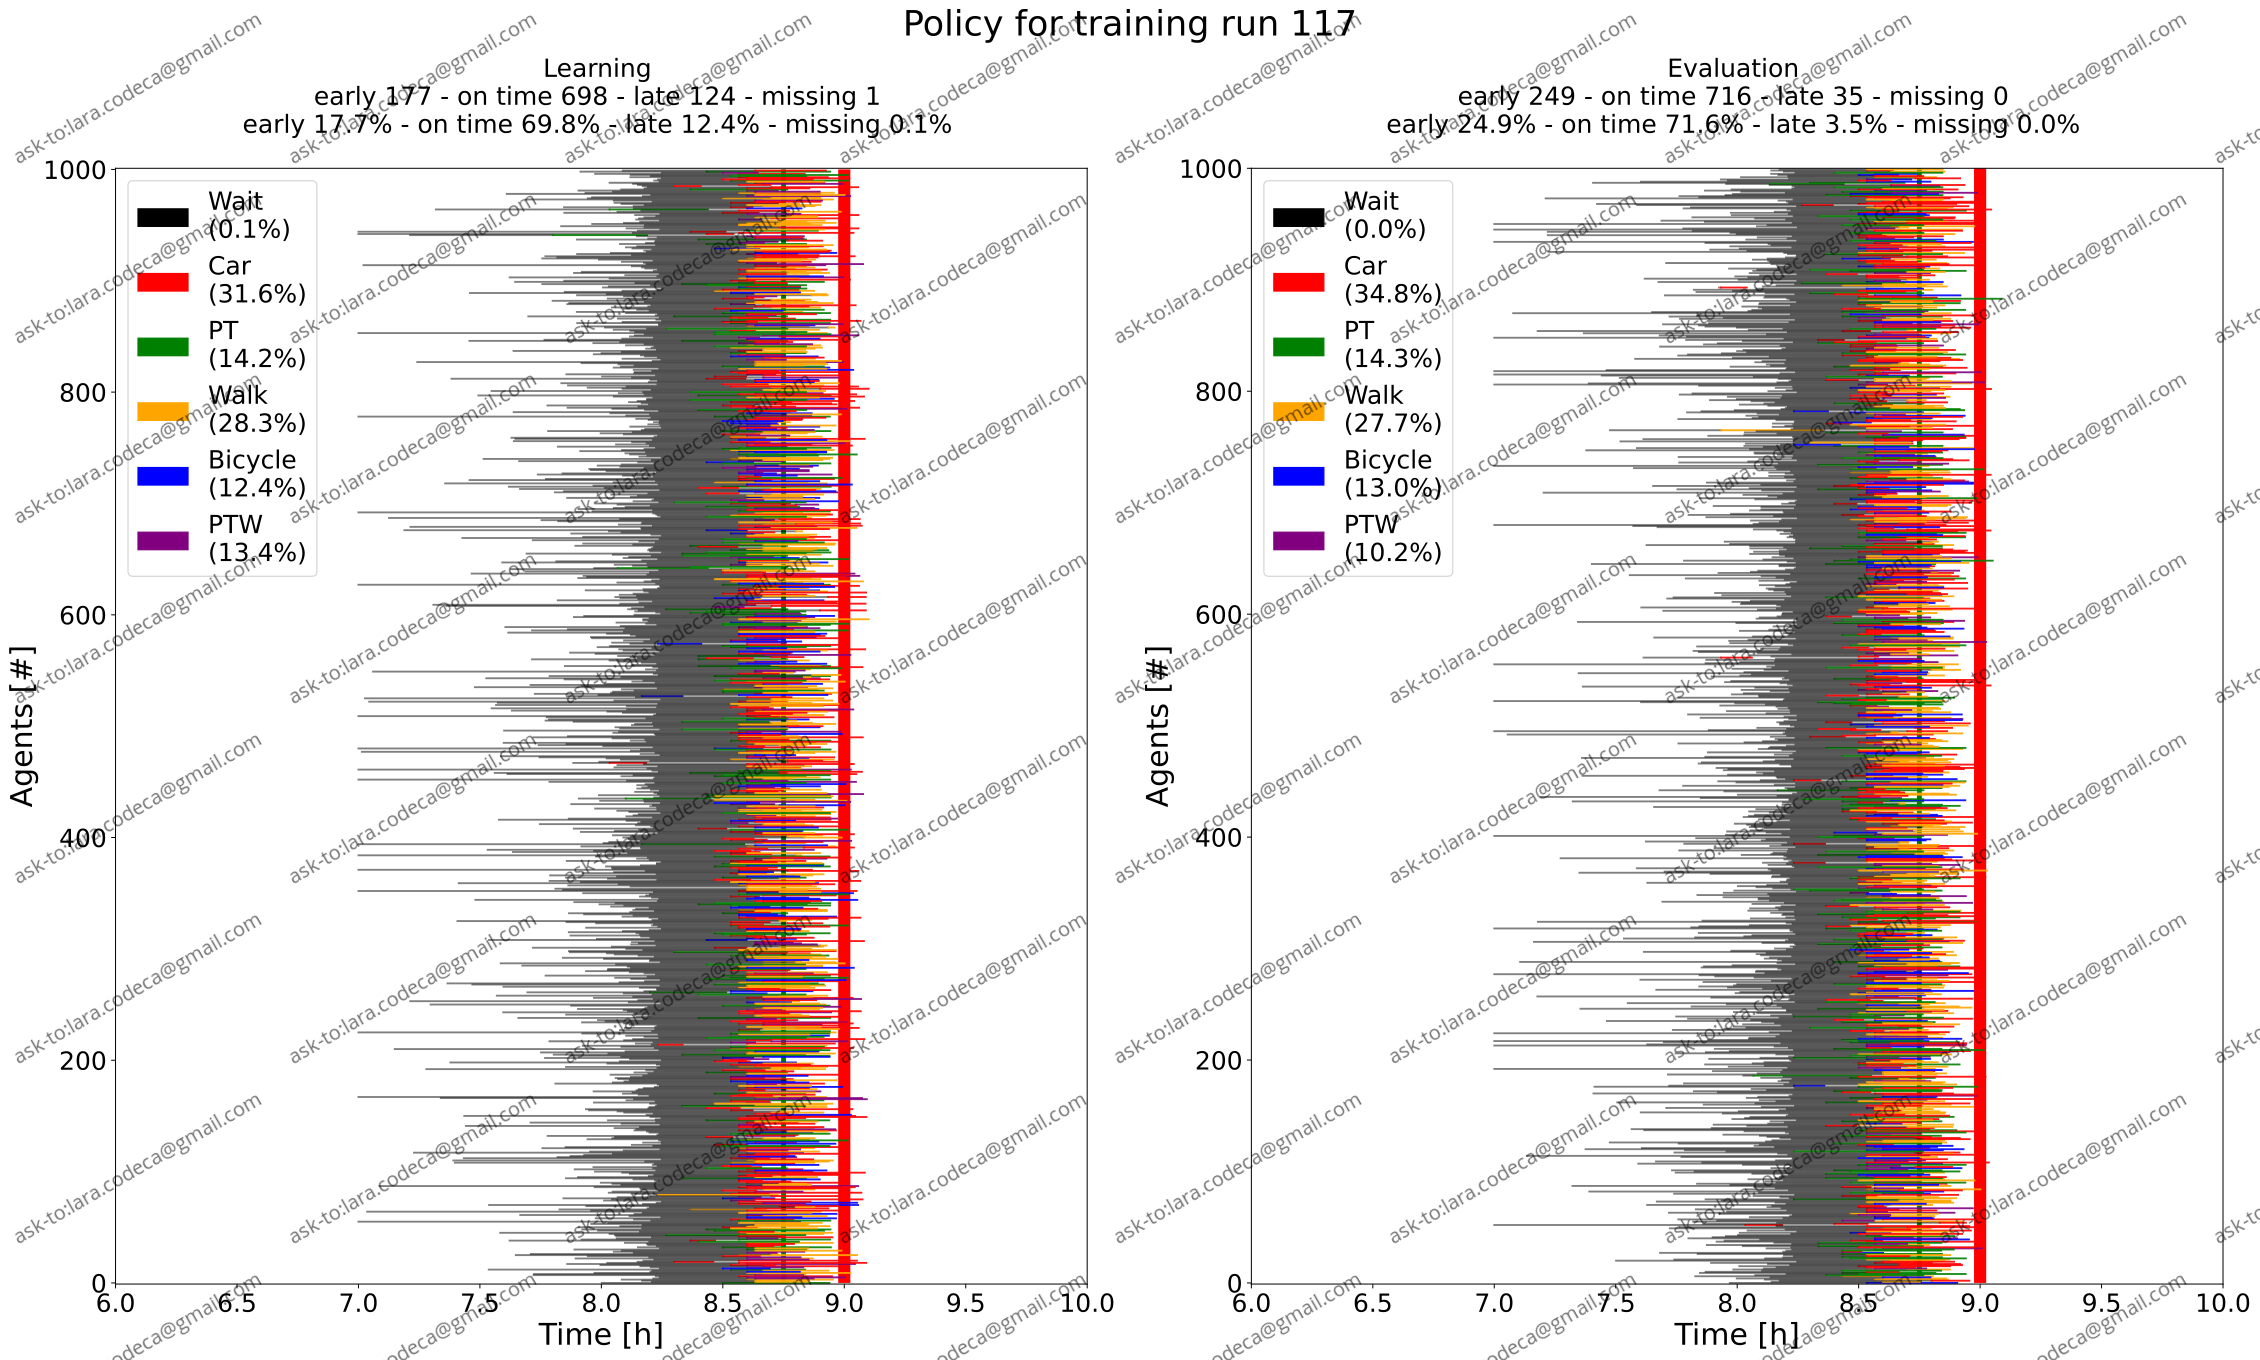 Policy for training run 117
Learning
early 177 - on time 698 - late 124 - missing 1
early 17.7% - on time 69.8% - late 12.4% - missing 0.1%
Evaluation
early 249 - on time 716 - late 35 - missing 0
early 24.9% - on time 71.6% - late 3.5% - missing 0.0%
1000
800
600
400
200
0
Agents [#]
Wait
(0.1%)
Car
(31.6%)
PT
(14.2%)
Walk
(28.3%)
Bicycle
(12.4%)
PTW
(13.4%)
6.0 6.5 7.0 7.5 8.0 8.5 9.0 9.5 10.0
Time [h]
1000
800
600
400
200
0
Agents [#]
Wait
(0.0%)
Car
(34.8%)
PT
(14.3%)
Walk
(27.7%)
Bicycle
(13.0%)
PTW
(10.2%)
6.0 6.5 7.0 7.5 8.0 8.5 9.0 9.5 10.0
Time [h]
ask-to:lara.codeca@gmail.com